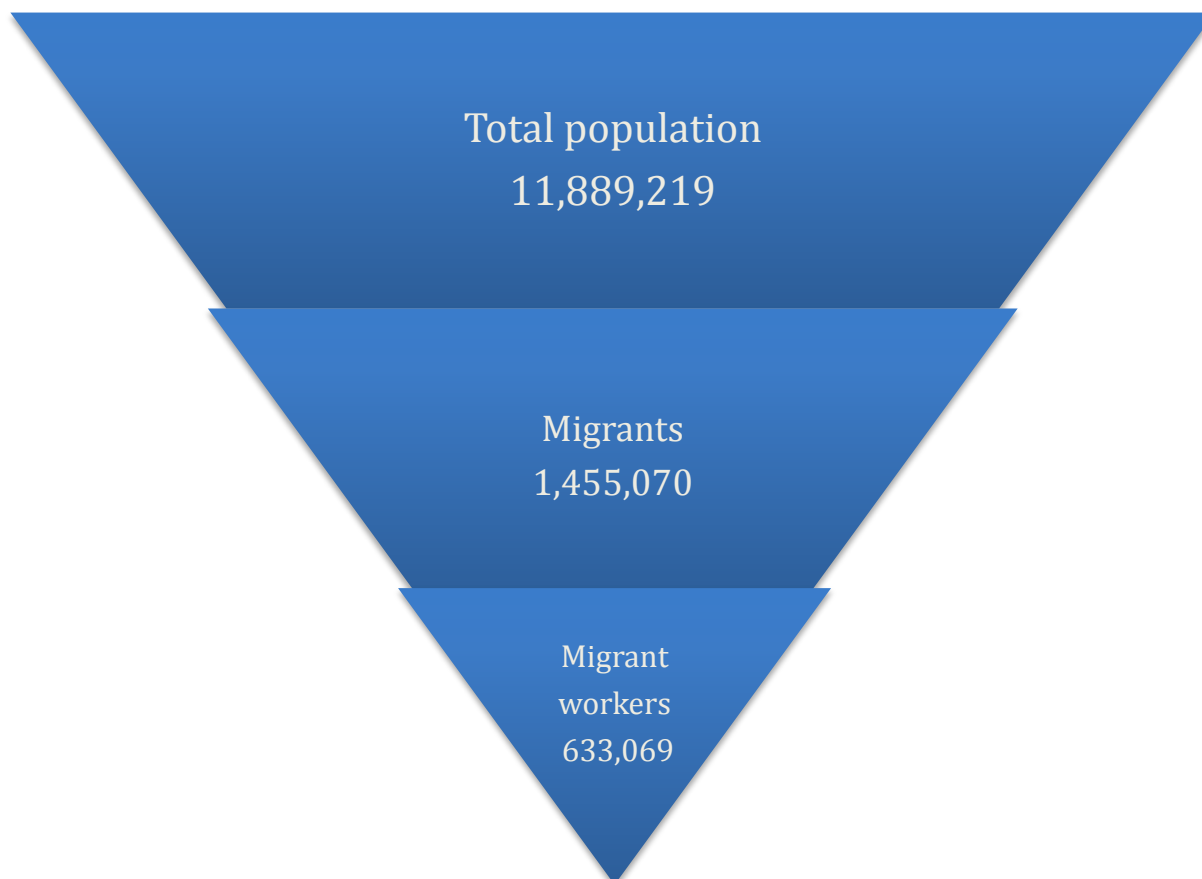 Total population
11,889,219
Migrants
1,455,070
Migrant
workers
633,069